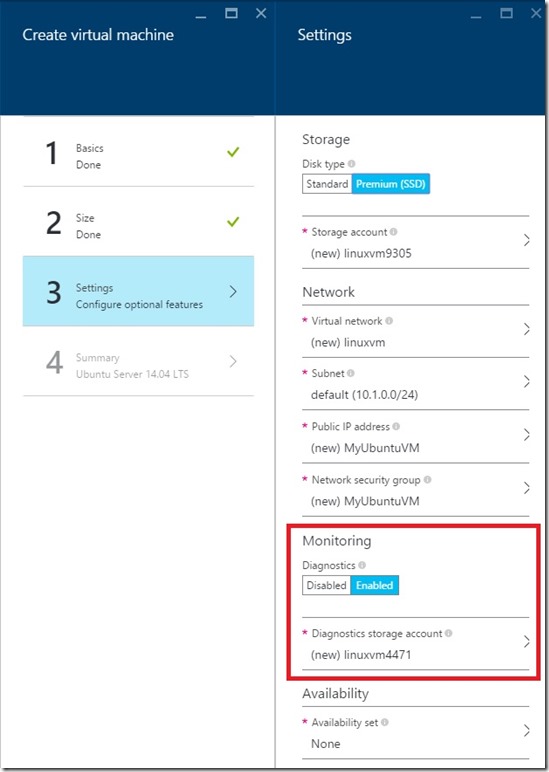 Create virtual machine
1
Basics
Done
2
Size
Done
3
Settings
Configure optional features
4
Summary
Ubuntu Server 14.04 LTS
Settings
Storage
Disk type
Standard Premium (SSD)
* Storage account
(new) linuxvm9305
Network
* Virtual network
(new) linuxvm
* Subnet
default (10.1.0.0/24)
* Public IP address
(new) MyUbuntuVM
* Network security group
(new) MyUbuntuVM
Monitoring
Diagnostics
Disabled Enabled
* Diagnostics storage account
(new) linuxvm4471
Availability
* Availability set
None